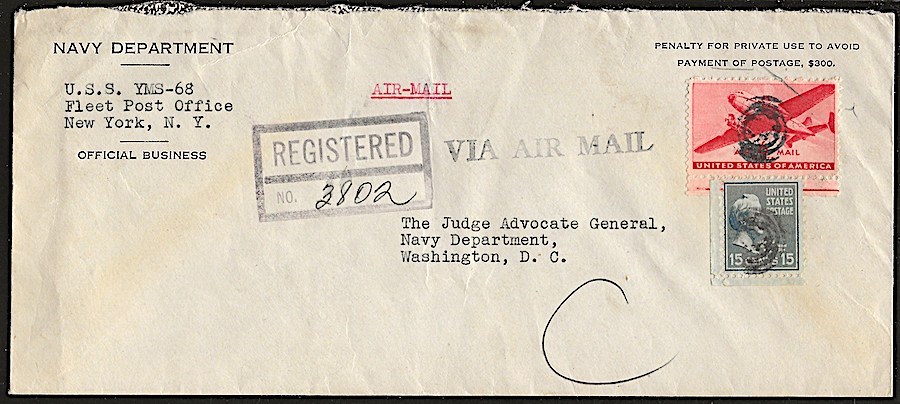 NAVY DEPARTMENT
U.S.S. YMS-68
Fleet Post Office
New York, N. Y.
OFFICIAL BUSINESS
PENALTY FOR PRIVATE USE TO AVOID
PAYMENT OF POSTAGE, $300.
AIR-MAIL
REGISTERED
NO. 3802
VIA AIR MAIL
MAIL
UNITED STATES OF AMERICA
UNITED
STATES
POSTAGE
15 15
The Judge Advocate General,
Navy Department,
Washington, D. C.
C